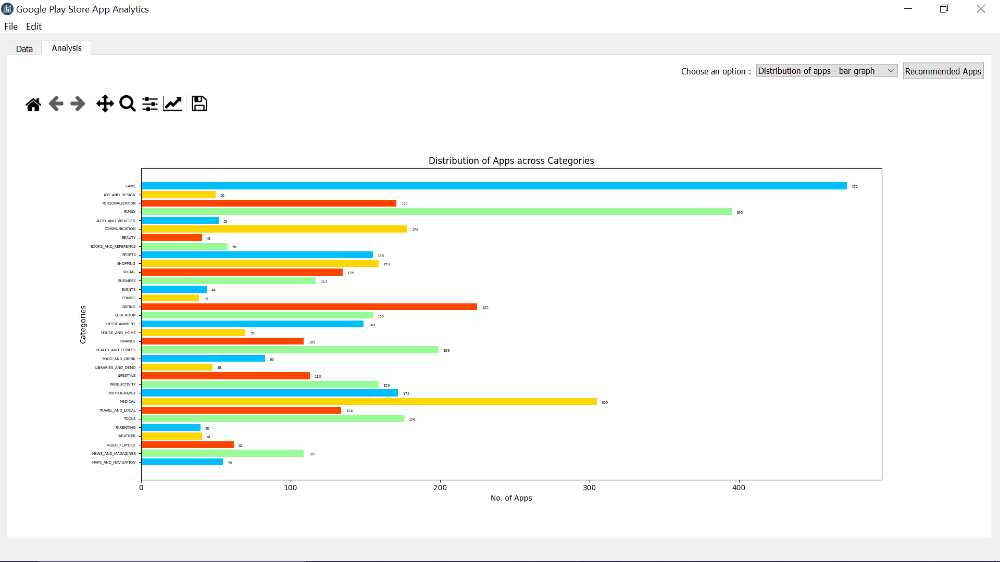 Google Play Store App Analytics
File Edit
Data Analysis
Choose an option : Distribution of apps - bar graph Recommended Apps
Distribution of Apps across Categories
GAME 472
ART_AND_DESIGN 50
PERSONALIZATION 171
FAMILY 395
AUTO_AND_VEHICLES 52
COMMUNICATION 178
BEAUTY 41
BOOKS_AND_REFERENCE 58
SPORTS 155
SHOPPING 159
SOCIAL 135
BUSINESS 117
EVENTS 44
COMICS 39
DATING 225
EDUCATION 155
ENTERTAINMENT 149
HOUSE_AND_HOME 70
FINANCE 109
HEALTH_AND_FITNESS 199
FOOD_AND_DRINK 83
LIBRARIES_AND_DEMO 48
LIFESTYLE 113
PRODUCTIVITY 159
PHOTOGRAPHY 172
MEDICAL 305
TRAVEL_AND_LOCAL 134
TOOLS 176
PARENTING 40
WEATHER 41
VIDEO_PLAYERS 62
NEWS_AND_MAGAZINES 109
MAPS_AND_NAVIGATION 55
Categories
0 100 200 300 400
No. of Apps